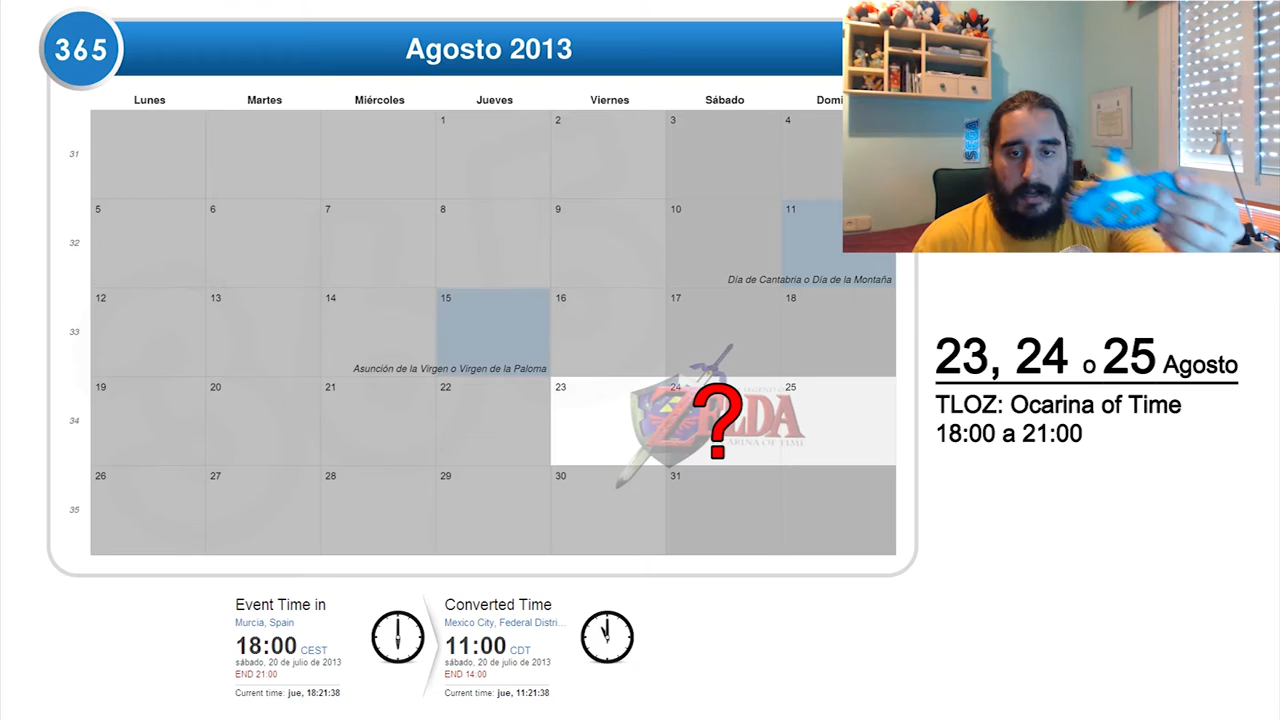 365
Agosto 2013
Lunes Martes Miércoles Jueves Viernes Sábado Domi
31 1 2 3 4
32 5 6 7 8 9 10 11
Día de Cantabria o Día de la Montaña
33 12 13 14 15 16 17 18
Asunción de la Virgen o Virgen de la Paloma
34 19 20 21 22 23 24 25
ZELDA
OCARINA OF TIME
?
35 26 27 28 29 30 31
SEGA
23, 24 o 25 Agosto
TLOZ: Ocarina of Time
18:00 a 21:00
Event Time in
Murcia, Spain
18:00 CEST
sábado, 20 de julio de 2013
END 21:00
Current time: jue, 18:21:38
Converted Time
Mexico City, Federal Distri...
11:00 CDT
sábado, 20 de julio de 2013
END 14:00
Current time: jue, 11:21:38